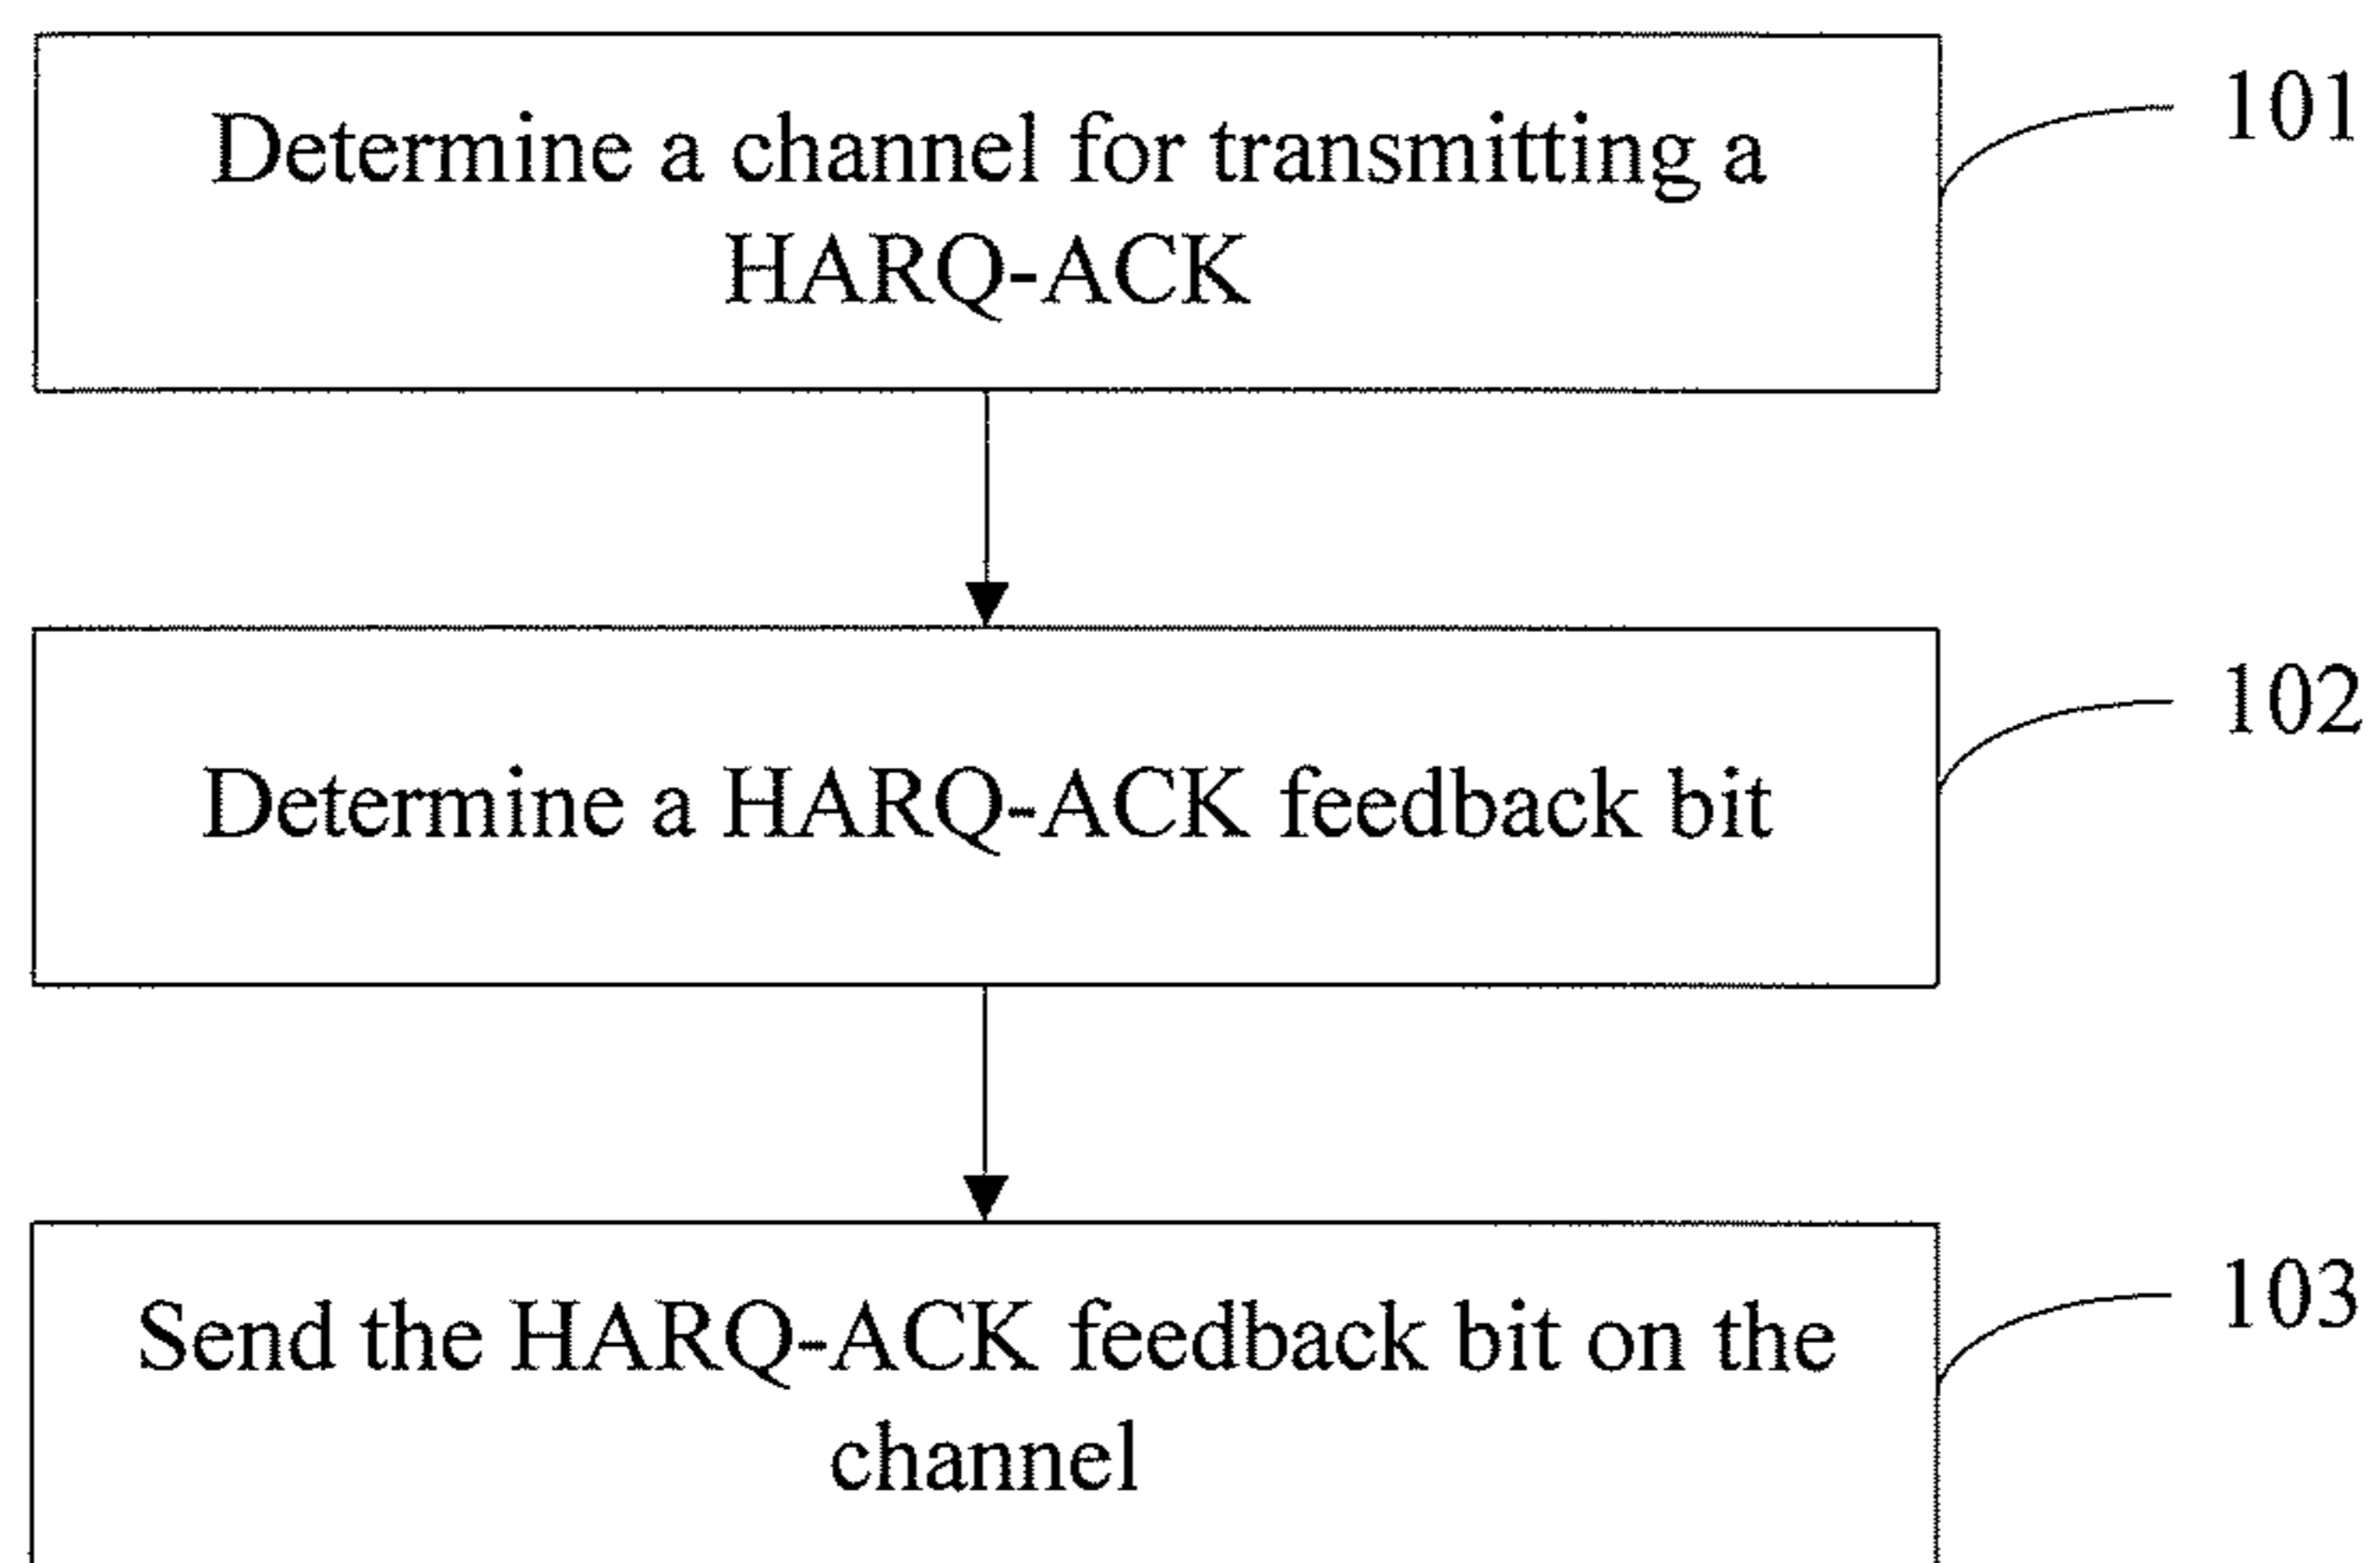 Determine a channel for transmitting a
HARQ-ACK
101
Determine a HARQ-ACK feedback bit
102
Send the HARQ-ACK feedback bit on the
channel
103